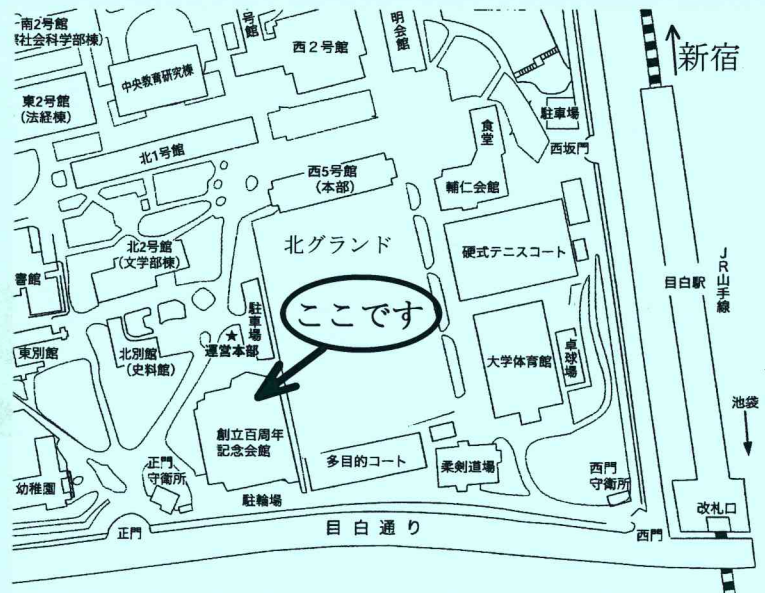 南2号館
社会科学部棟)
号館
西2号館
明会館
新宿
中央教育研究棟
東2号館
(法経棟)
駐車場
食堂
西坂門
北1号館
西5号館
(本部)
輔仁会館
北グランド
硬式テニスコート
北2号館
(文学部棟)
書館
JR山手線
目白駅
駐車場
ここです
★
運営本部
東別館
北別館
(史料館)
大学体育館
卓球場
池袋
創立百周年
記念会館
多目的コート
柔剣道場
正門
守衛所
西門
守衛所
幼稚園
駐輪場
改札口
正門
目白通り
西門